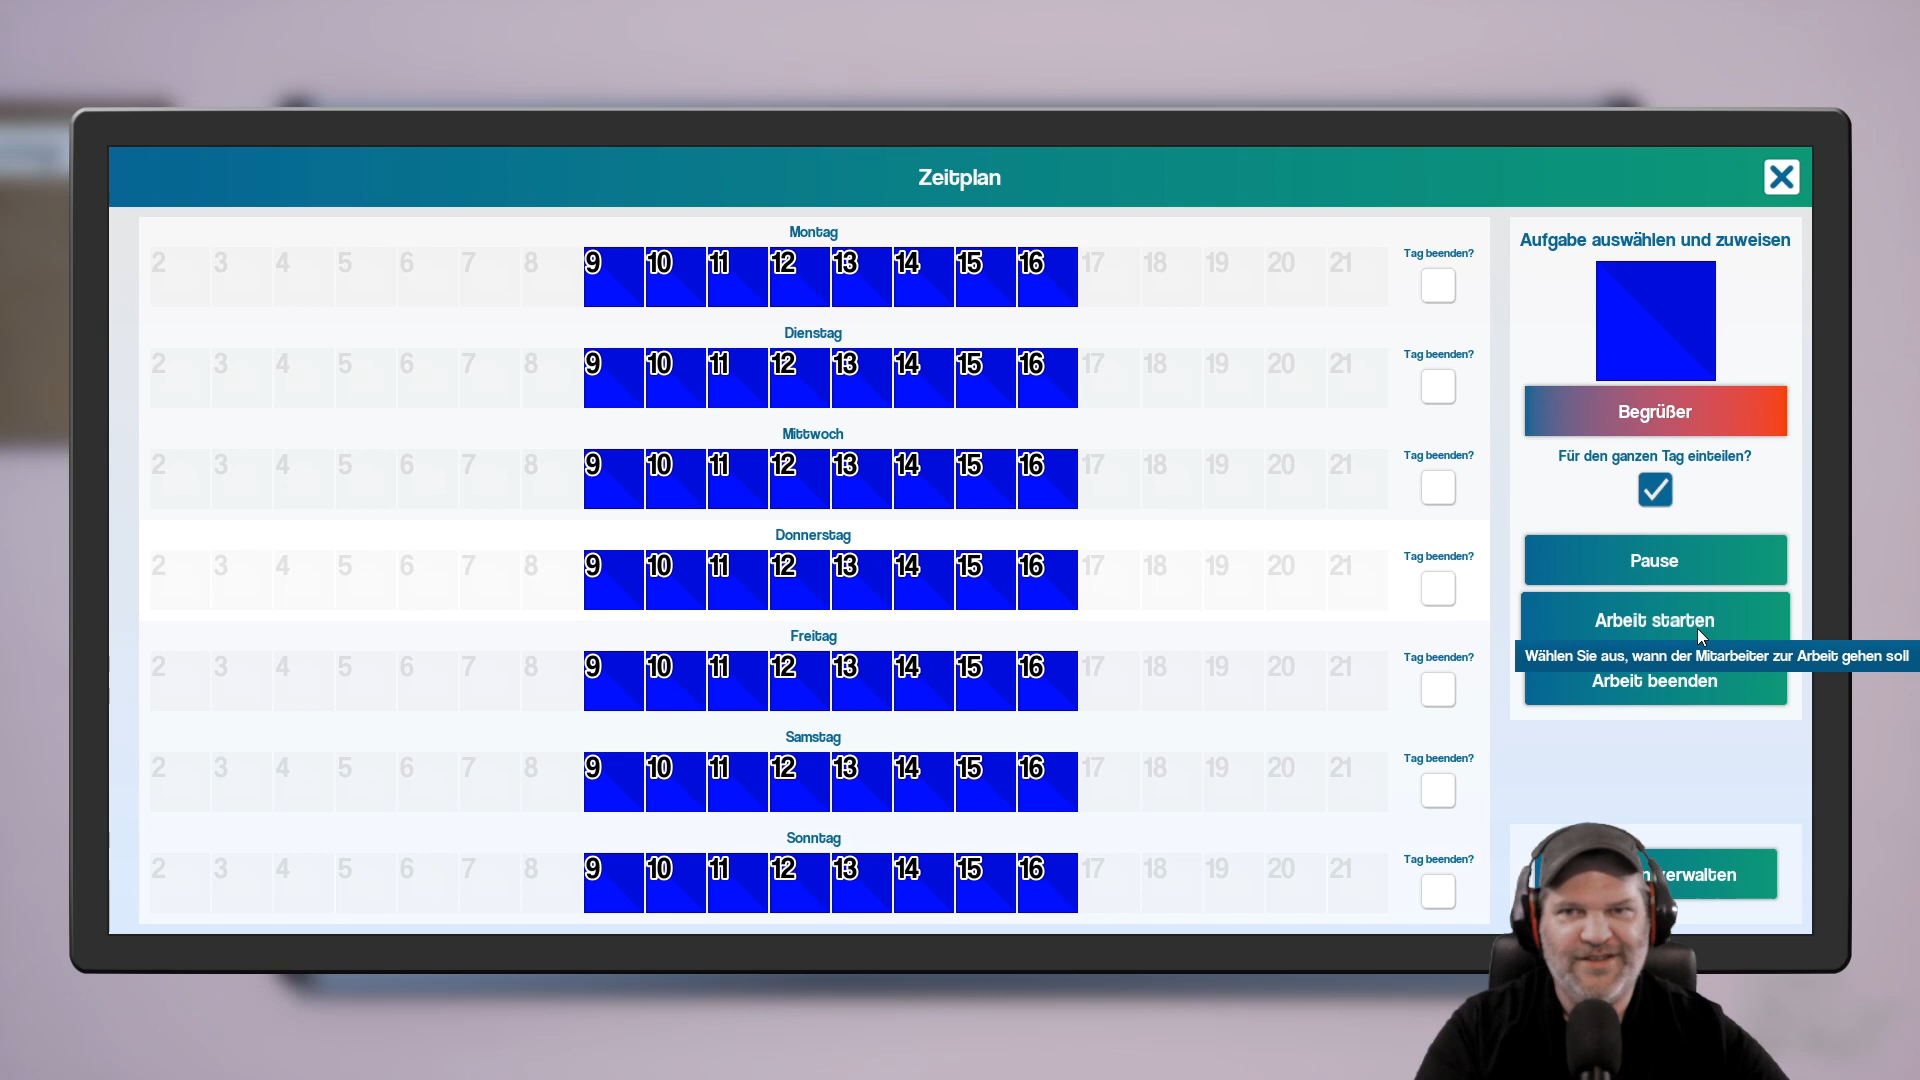 Zeitplan
Montag
2 3 4 5 6 7 8 9 10 11 12 13 14 15 16 17 18 19 20 21
Tag beenden?
Dienstag
2 3 4 5 6 7 8 9 10 11 12 13 14 15 16 17 18 19 20 21
Tag beenden?
Mittwoch
2 3 4 5 6 7 8 9 10 11 12 13 14 15 16 17 18 19 20 21
Tag beenden?
Donnerstag
2 3 4 5 6 7 8 9 10 11 12 13 14 15 16 17 18 19 20 21
Tag beenden?
Freitag
2 3 4 5 6 7 8 9 10 11 12 13 14 15 16 17 18 19 20 21
Tag beenden?
Samstag
2 3 4 5 6 7 8 9 10 11 12 13 14 15 16 17 18 19 20 21
Tag beenden?
Sonntag
2 3 4 5 6 7 8 9 10 11 12 13 14 15 16 17 18 19 20 21
Tag beenden?
Aufgabe auswählen und zuweisen
Begrüßer
Für den ganzen Tag einteilen?
Pause
Arbeit starten
Wählen Sie aus, wann der Mitarbeiter zur Arbeit gehen soll
Arbeit beenden
verwalten